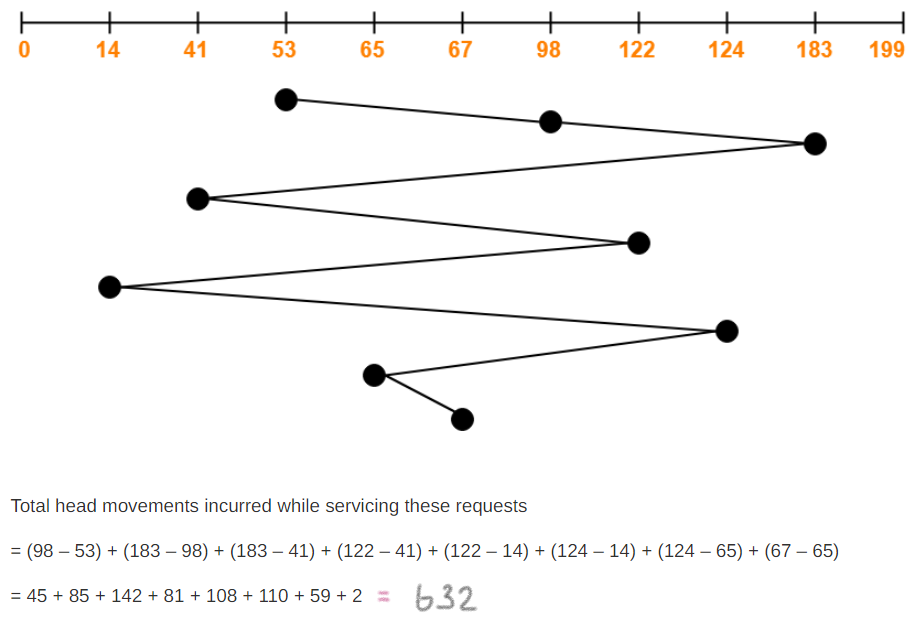 0 14 41 53 65 67 98 122 124 183 199
Total head movements incurred while servicing these requests
= (98 – 53) + (183 – 98) + (183 – 41) + (122 – 41) + (122 – 14) + (124 – 14) + (124 – 65) + (67 – 65)
= 45 + 85 + 142 + 81 + 108 + 110 + 59 + 2 = 632